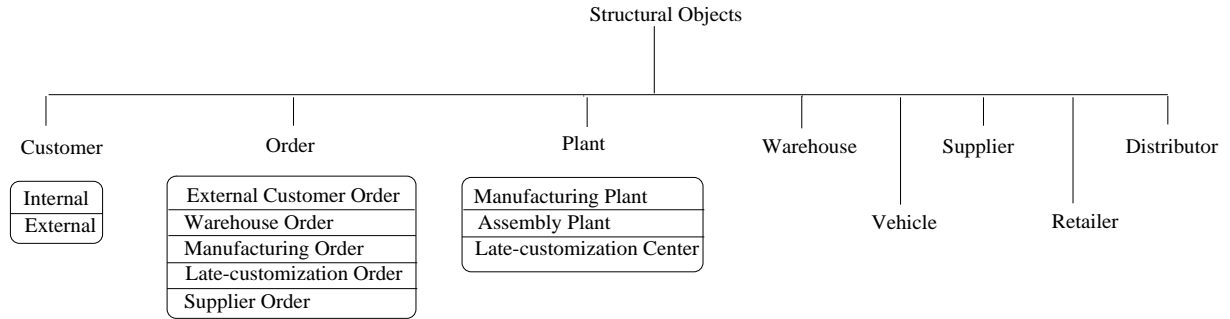 Structural Objects
Customer
Order
Plant
Warehouse
Supplier
Distributor
Internal
External
External Customer Order
Warehouse Order
Manufacturing Order
Late-customization Order
Supplier Order
Manufacturing Plant
Assembly Plant
Late-customization Center
Vehicle
Retailer